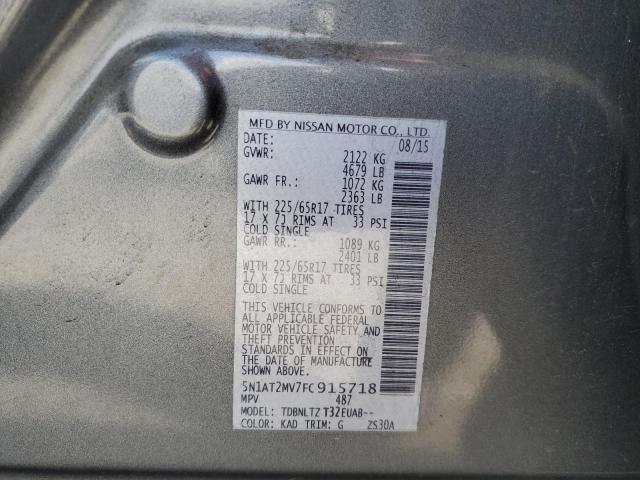 MFD BY NISSAN MOTOR CO., LTD.
DATE: 08/15
GVWR: 2122 KG
4679 LB
GAWR FR.: 1072 KG
2363 LB
WITH 225/65R17 TIRES
17 X 7J RIMS AT 33 PSI
COLD SINGLE
GAWR RR.: 1089 KG
2401 LB
WITH 225/65R17 TIRES
17 X 7J RIMS AT 33 PSI
COLD SINGLE
THIS VEHICLE CONFORMS TO
ALL APPLICABLE FEDERAL
MOTOR VEHICLE SAFETY AND
THEFT PREVENTION
STANDARDS IN EFFECT ON
THE DATE OF MANUFACTURE
SHOWN ABOVE.
5N1AT2MV7FC915718
MPV 487
MODEL: TDBNLTZ T32EUAB--
COLOR: KAD TRIM: G ZS30A